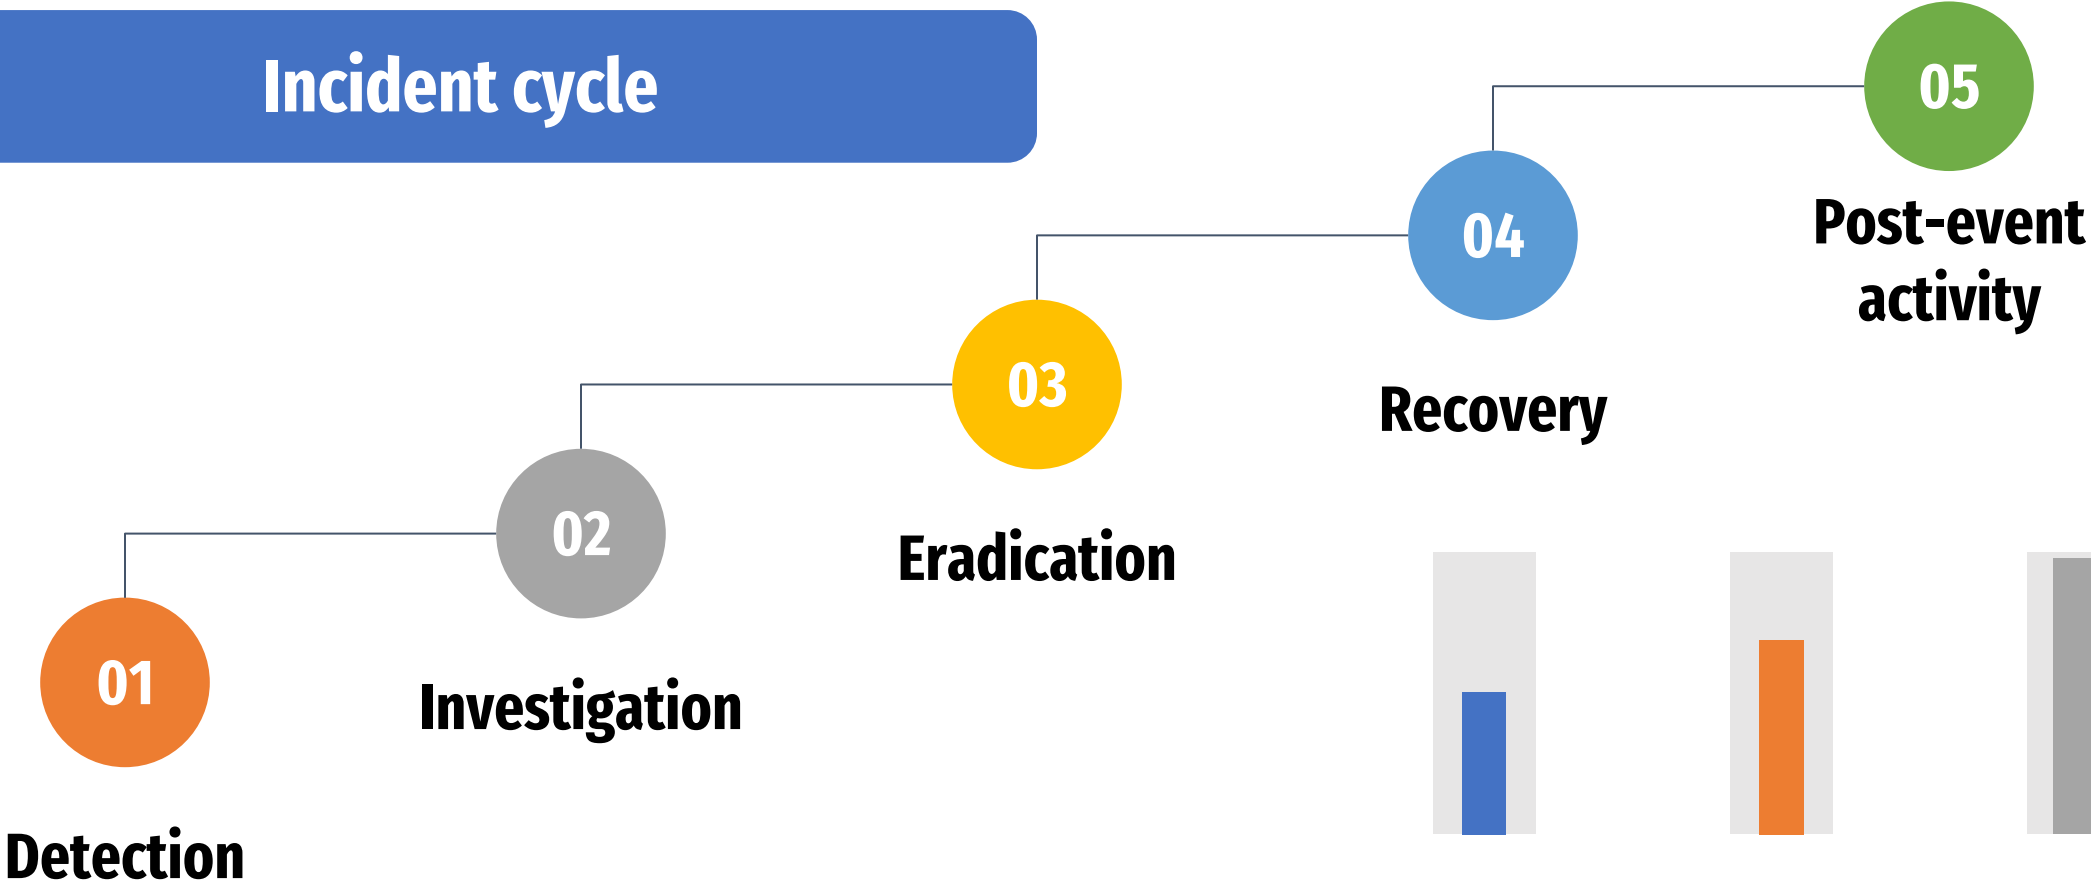 Incident cycle
01
Detection
02
Investigation
03
Eradication
04
Recovery
05
Post-event
activity